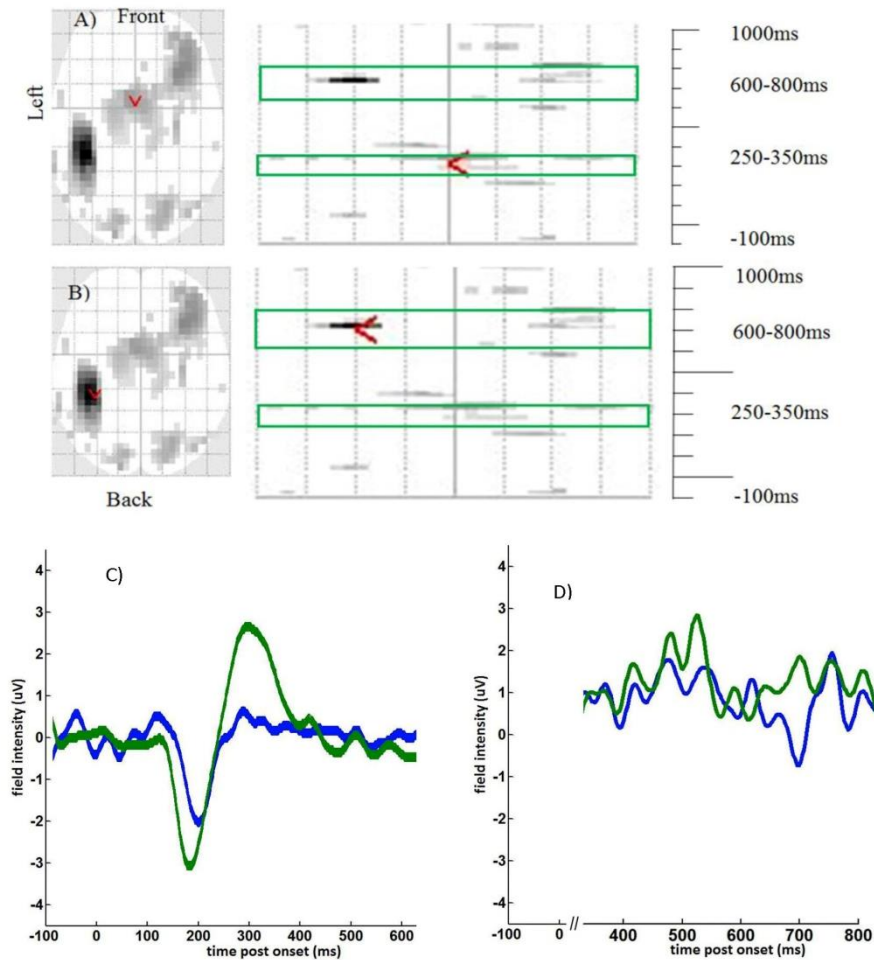 A)
Front
Left
1000ms
600-800ms
250-350ms
-100ms
B)
Back
1000ms
600-800ms
250-350ms
-100ms
C)
field intensity (uV)
4
3
2
1
0
-1
-2
-3
-4
-100 0 100 200 300 400 500 600
time post onset (ms)
D)
field intensity (uV)
4
3
2
1
0
-1
-2
-3
-4
-100 0 // 400 500 600 700 800
time post onset (ms)